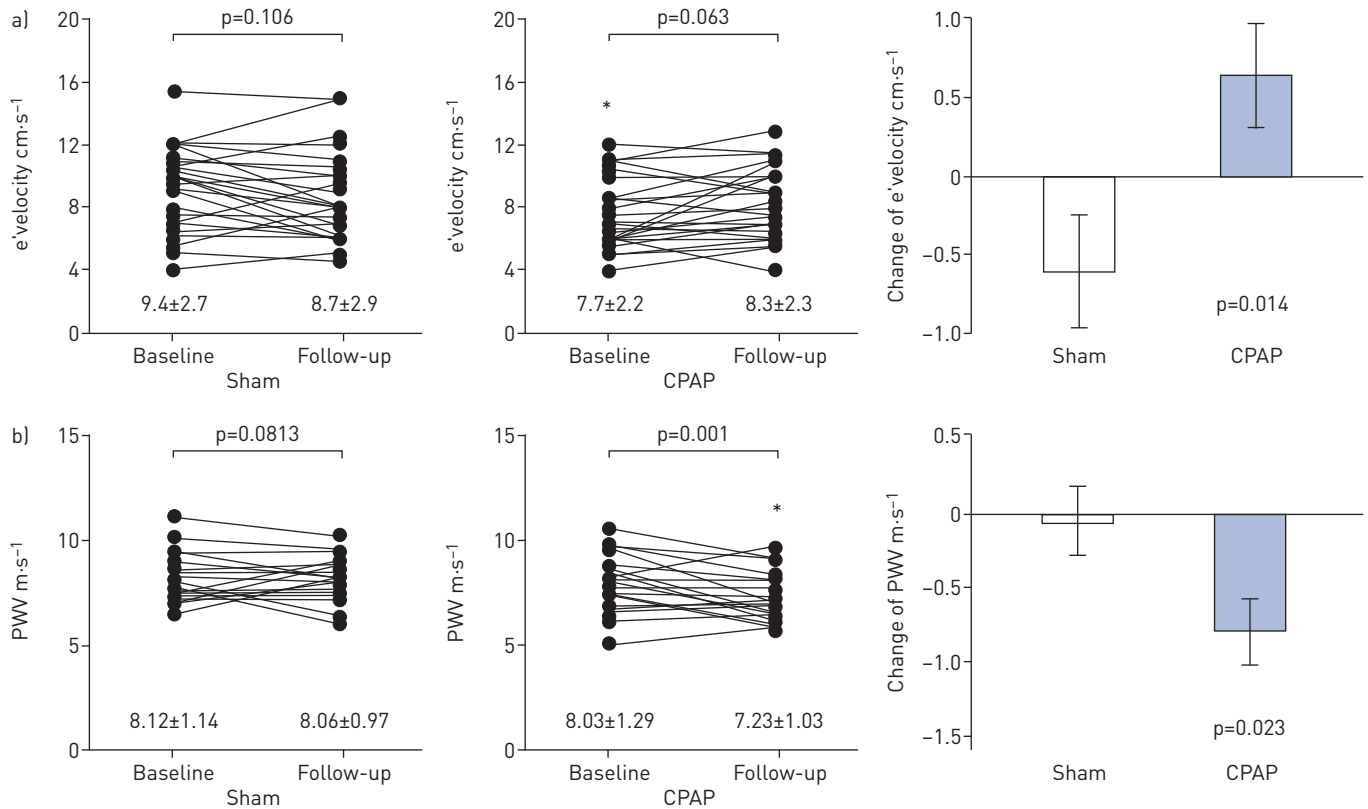 a)
20
16
12
8
4
0
e'velocity cm·s⁻¹
p=0.106
9.4±2.7
8.7±2.9
Baseline
Follow-up
Sham
20
16
12
8
4
0
e'velocity cm·s⁻¹
p=0.063
*
7.7±2.2
8.3±2.3
Baseline
Follow-up
CPAP
1.0
0.5
0
−0.5
−1.0
Change of e'velocity cm·s⁻¹
p=0.014
Sham
CPAP
b)
15
10
5
0
PWV m·s⁻¹
p=0.0813
8.12±1.14
8.06±0.97
Baseline
Follow-up
Sham
15
10
5
0
PWV m·s⁻¹
p=0.001
*
8.03±1.29
7.23±1.03
Baseline
Follow-up
CPAP
0.5
0
−0.5
−1.0
−1.5
Change of PWV m·s⁻¹
p=0.023
Sham
CPAP